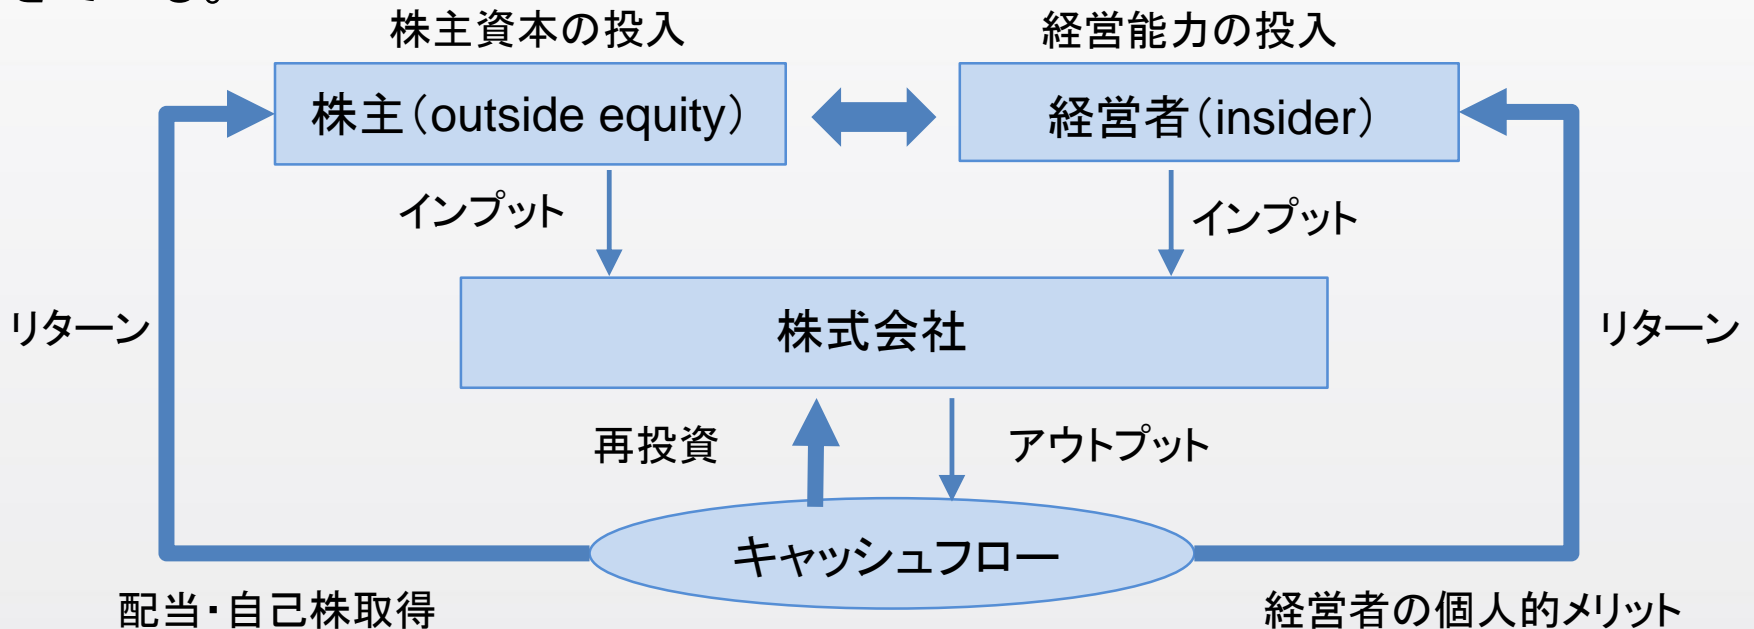 株主資本の投入
経営能力の投入
株主(outside equity)
経営者(insider)
インプット
インプット
リターン
株式会社
リターン
再投資
アウトプット
キャッシュフロー
配当・自己株取得
経営者の個人的メリット